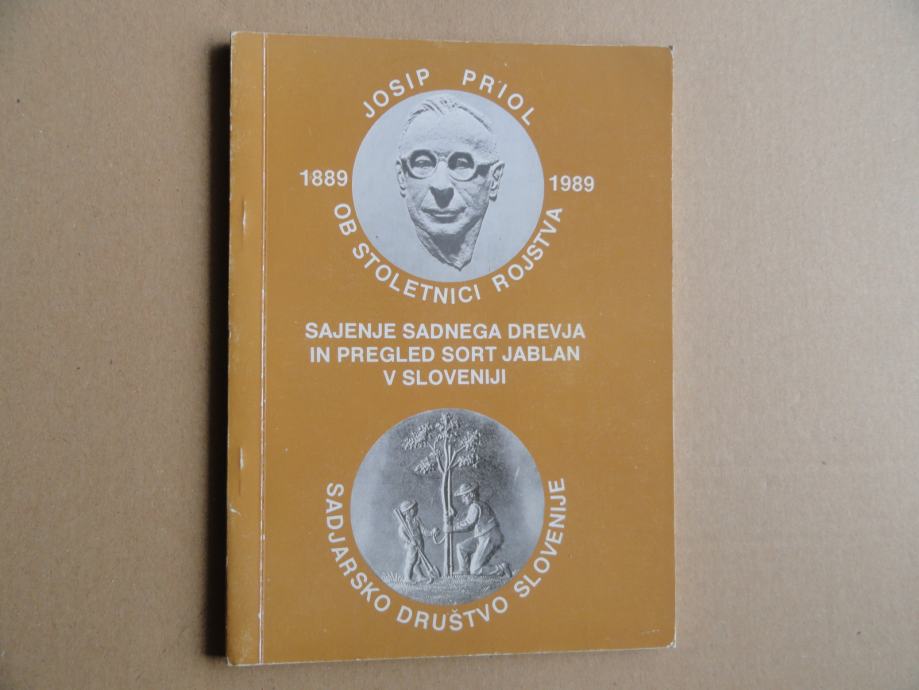 JOSIP PRIOL
1889 1989
OB STOLETNICI ROJSTVA
SAJENJE SADNEGA DREVJA
IN PREGLED SORT JABLAN
V SLOVENIJI
SADJARSKO DRUŠTVO SLOVENIJE